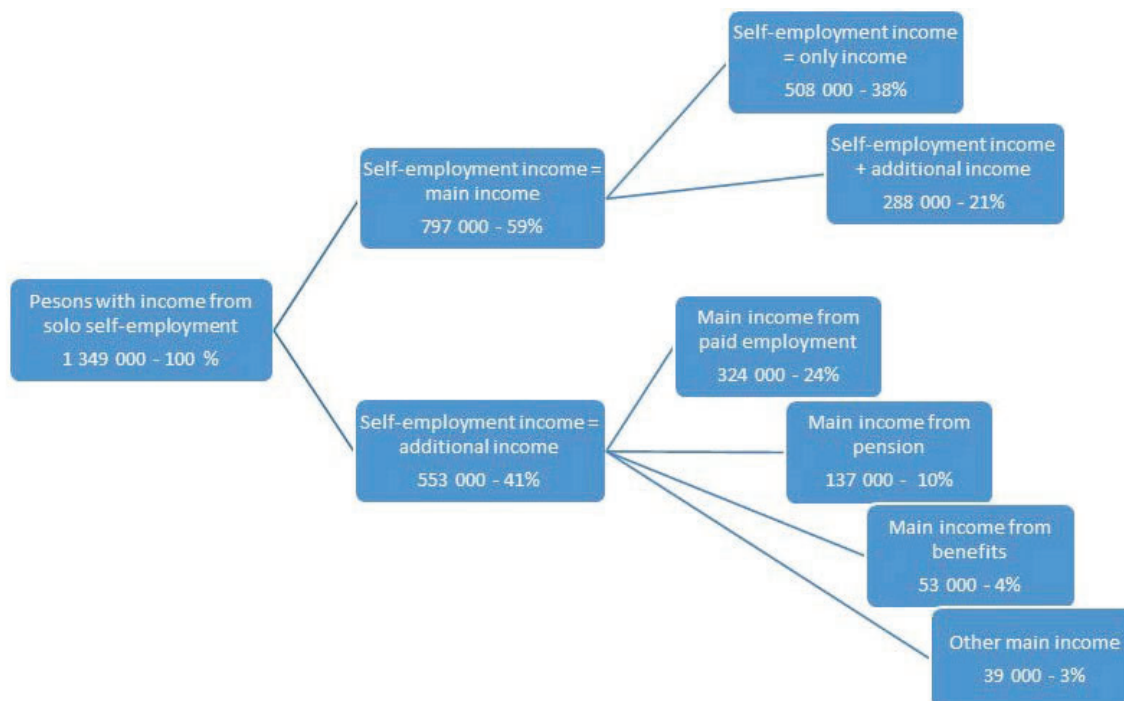 Self-employment income
= only income
508 000 - 38%
Self-employment income =
main income
797 000 - 59%
Self-employment income
+ additional income
288 000 - 21%
Pesons with income from
solo self-employment
1 349 000 - 100 %
Main income from
paid employment
324 000 - 24%
Self-employment income =
additional income
553 000 - 41%
Main income from
pension
137 000 - 10%
Main income from
benefits
53 000 - 4%
Other main income
39 000 - 3%